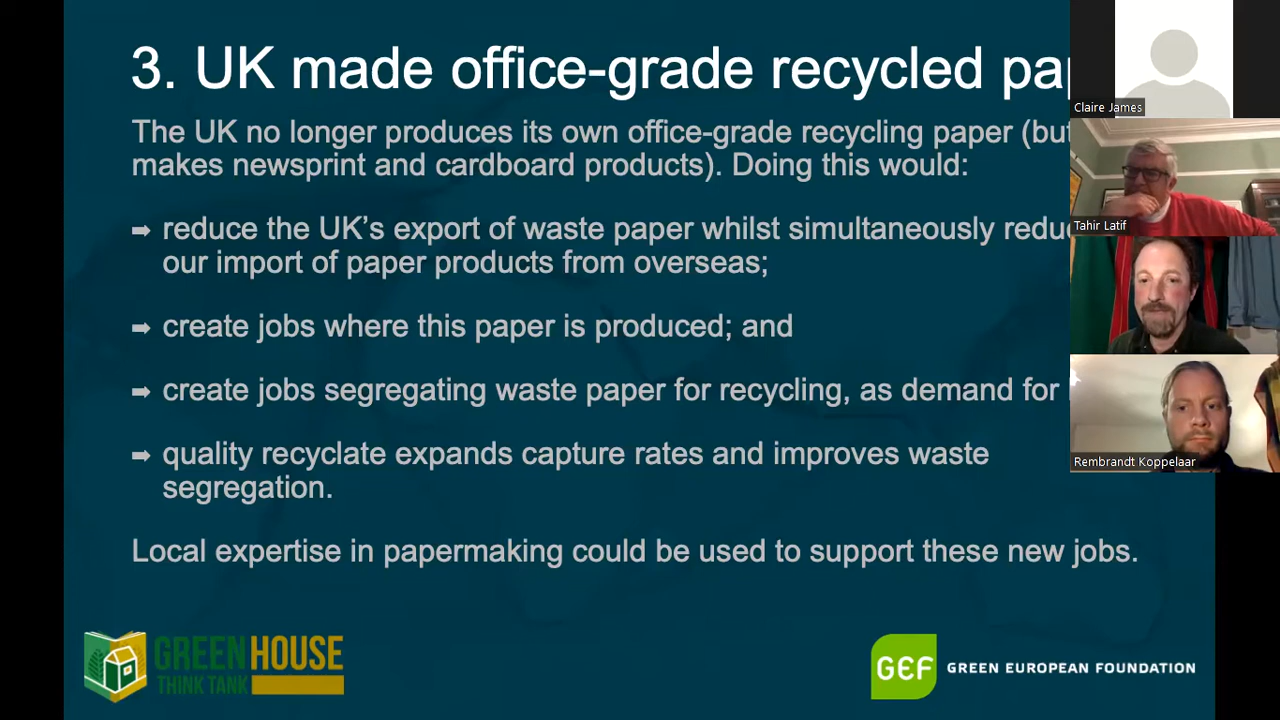 3. UK made office-grade recycled pa
The UK no longer produces its own office-grade recycling paper (but
makes newsprint and cardboard products). Doing this would:
➡ reduce the UK’s export of waste paper whilst simultaneously reduc
our import of paper products from overseas;
➡ create jobs where this paper is produced; and
➡ create jobs segregating waste paper for recycling, as demand for
➡ quality recyclate expands capture rates and improves waste
segregation.
Local expertise in papermaking could be used to support these new jobs.
GREEN HOUSE
THINK TANK
GEF GREEN EUROPEAN FOUNDATION
Claire James
Tahir Latif
Rembrandt Koppelaar